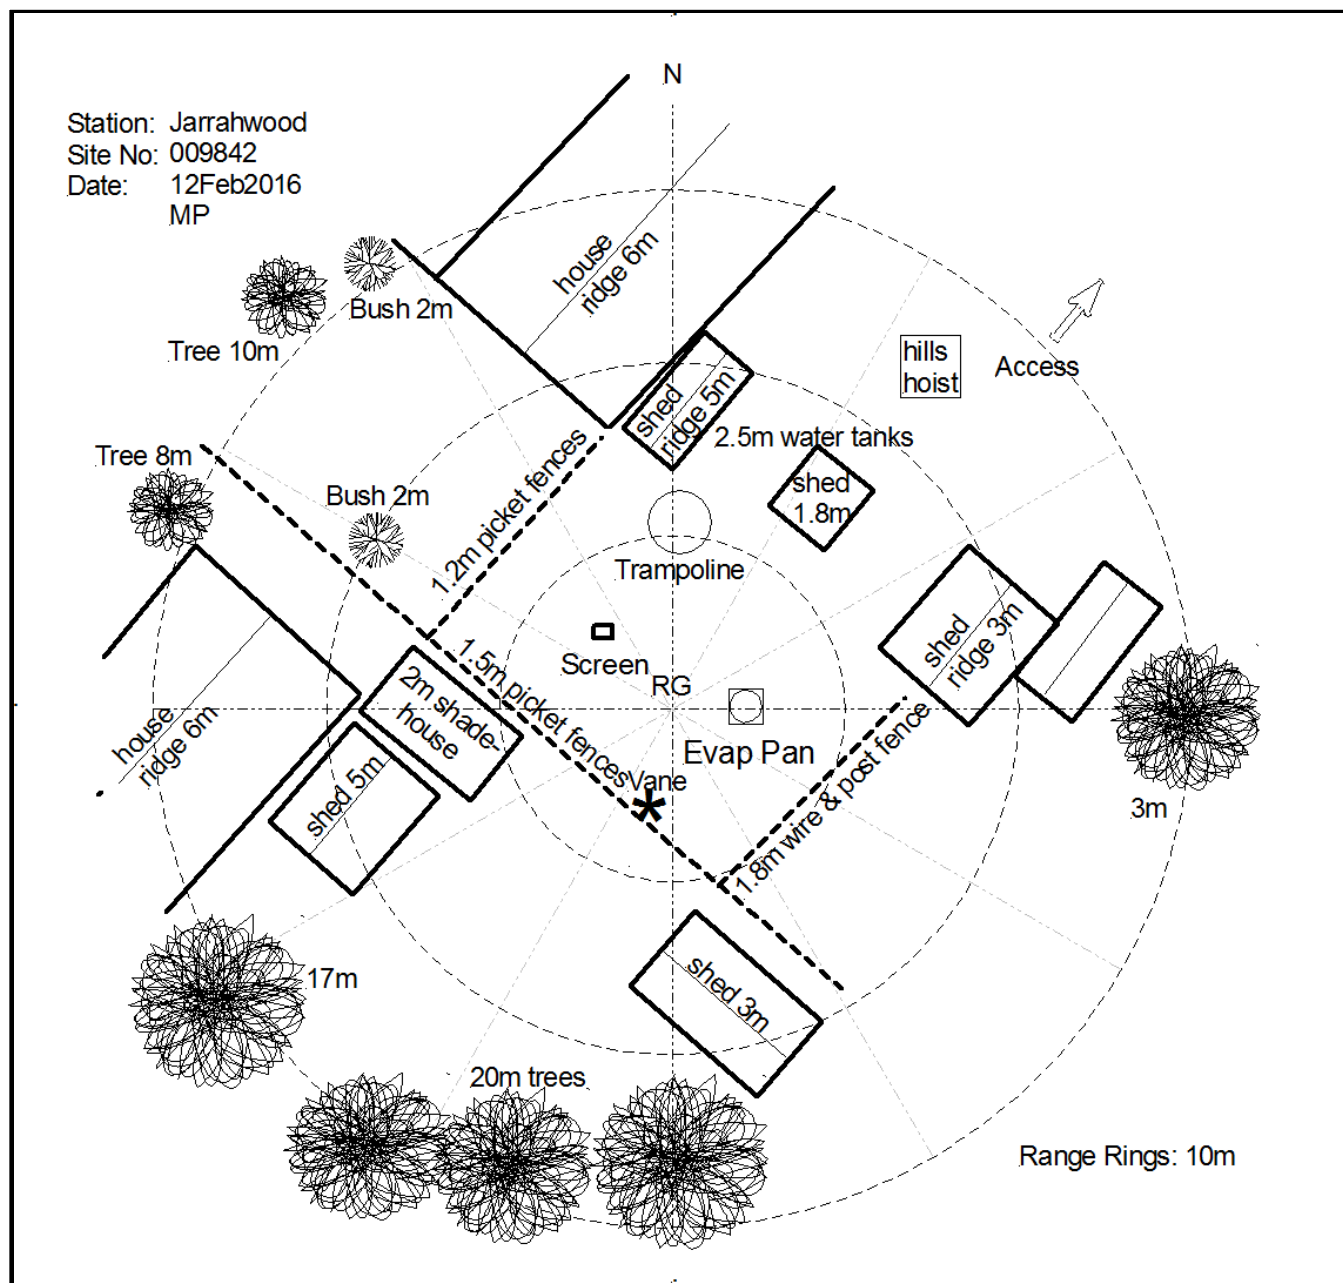 N
Station: Jarrahwood
Site No: 009842
Date: 12Feb2016
MP
house
ridge 6m
Bush 2m
Tree 10m
hills
hoist
Access
shed
ridge 5m
2.5m water tanks
Tree 8m
Bush 2m
1.2m picket fences
shed
1.8m
Trampoline
shed
ridge 3m
Screen
1.5m picket fences
RG
2m shade-
house
house
ridge 6m
Evap Pan
Vane
1.8m wire & post fence
shed 5m
3m
17m
shed 3m
20m trees
Range Rings: 10m